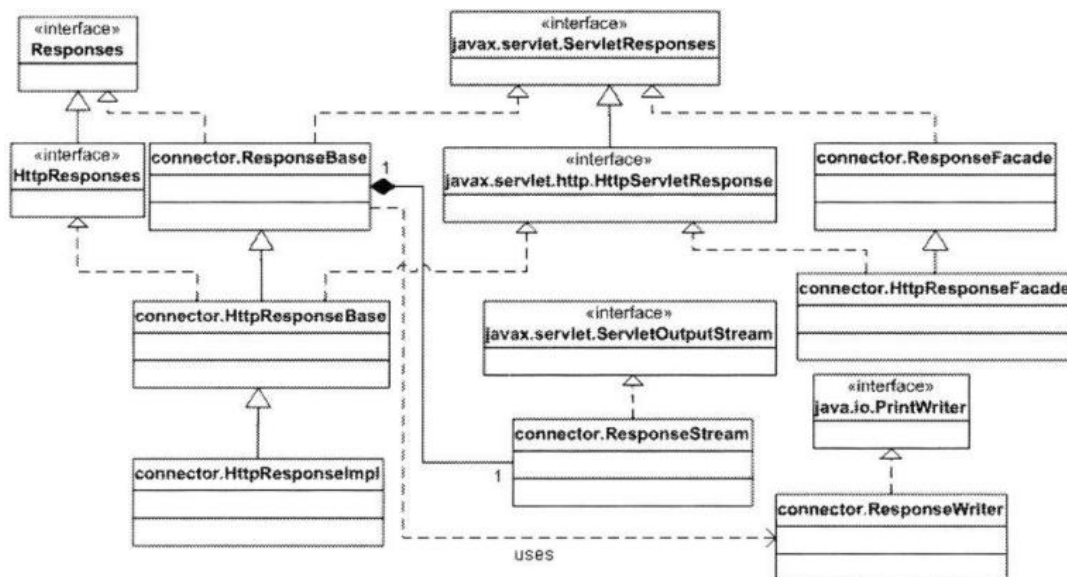 «interface»
Responses
«interface»
javax.servlet.ServletResponses
«interface»
HttpResponses
connector.ResponseBase
1
«interface»
javax.servlet.http.HttpServletResponse
connector.ResponseFacade
connector.HttpResponseBase
«interface»
javax.servlet.ServletOutputStream
connector.HttpResponseFacade
«interface»
java.io.PrintWriter
connector.ResponseStream
connector.HttpResponseImpl
1
connector.ResponseWriter
uses